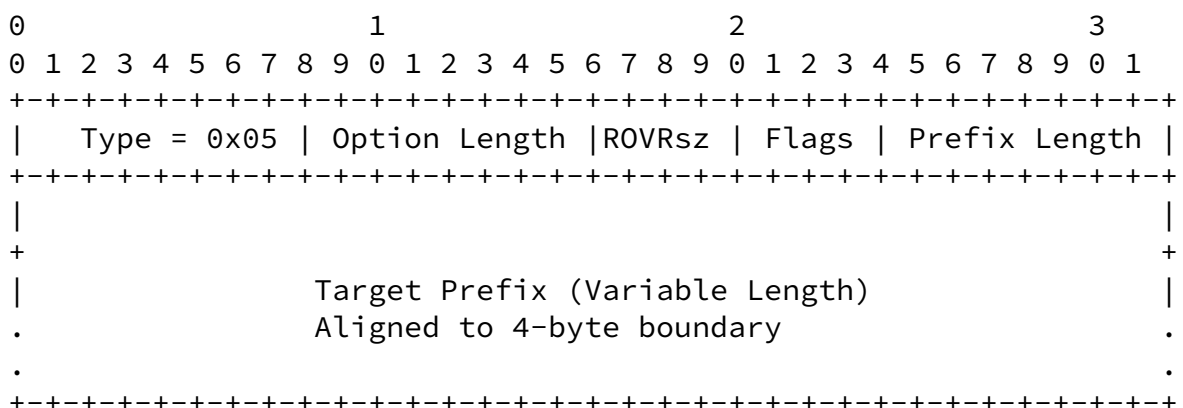 0                   1                   2                   3
0 1 2 3 4 5 6 7 8 9 0 1 2 3 4 5 6 7 8 9 0 1 2 3 4 5 6 7 8 9 0 1
+-+-+-+-+-+-+-+-+-+-+-+-+-+-+-+-+-+-+-+-+-+-+-+-+-+-+-+-+-+-+-+-+
|   Type = 0x05 | Option Length |ROVRsz | Flags | Prefix Length |
+-+-+-+-+-+-+-+-+-+-+-+-+-+-+-+-+-+-+-+-+-+-+-+-+-+-+-+-+-+-+-+-+
|                                                               |
+                                                               +
|                Target Prefix (Variable Length)                |
.                Aligned to 4-byte boundary                     .
.                                                               .
+-+-+-+-+-+-+-+-+-+-+-+-+-+-+-+-+-+-+-+-+-+-+-+-+-+-+-+-+-+-+-+-+